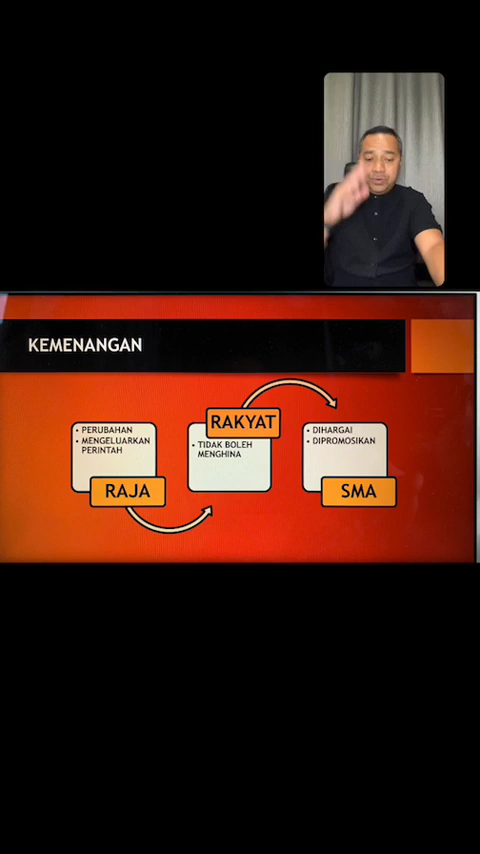 KEMENANGAN
• PERUBAHAN
• MENGELUARKAN
PERINTAH
RAJA
RAKYAT
• TIDAK BOLEH
MENGHINA
• DIHARGAI
• DIPROMOSIKAN
SMA